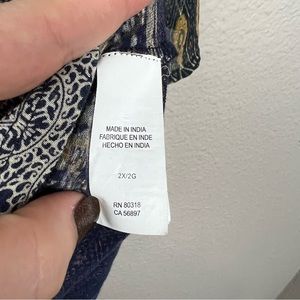 MADE IN INDIA
FABRIQUE EN INDE
HECHO EN INDIA
2X/2G
RN 80318
CA 56897